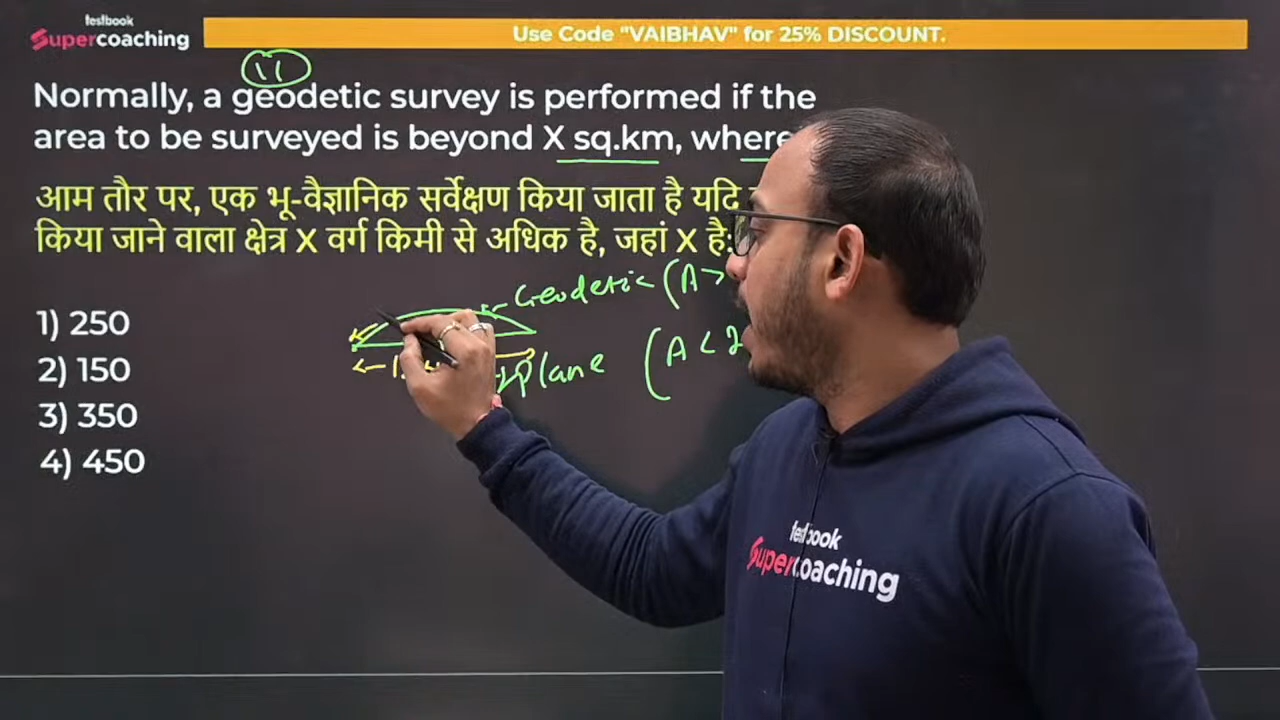 testbook
Supercoaching
Use Code "VAIBHAV" for 25% DISCOUNT.
11
Normally, a geodetic survey is performed if the
area to be surveyed is beyond X sq.km, where
आम तौर पर, एक भू-वैज्ञानिक सर्वेक्षण किया जाता है यदि
किया जाने वाला क्षेत्र X वर्ग किमी से अधिक है, जहां X है:
Geodetic (A>
plane (A< 2
1) 250
2) 150
3) 350
4) 450
testbook
Supercoaching